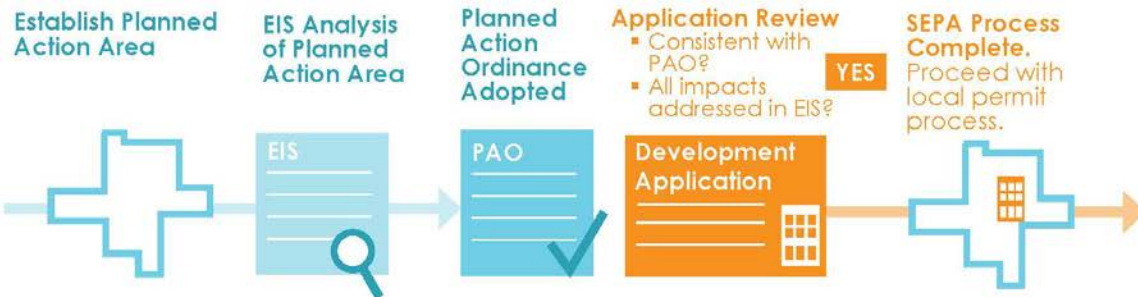 Establish Planned
Action Area
EIS Analysis
of Planned
Action Area
Planned
Action
Ordinance
Adopted
Application Review
▪ Consistent with
PAO?
▪ All impacts
addressed in EIS?
YES
SEPA Process
Complete.
Proceed with
local permit
process.
EIS
PAO
Development
Application